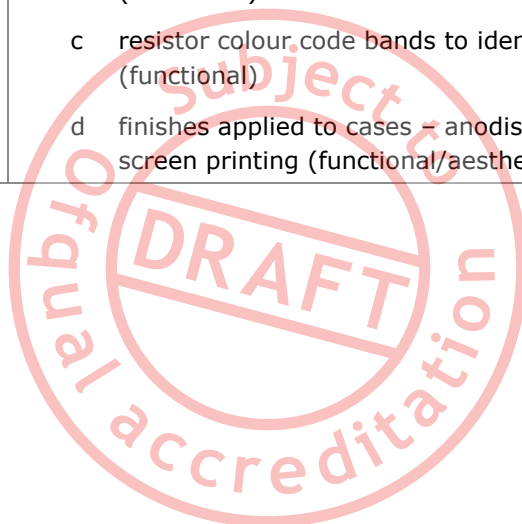 c resistor colour code bands to iden
(functional)
d finishes applied to cases – anodis
screen printing (functional/aesthe
Subject to
Ofqual accreditation
DRAFT